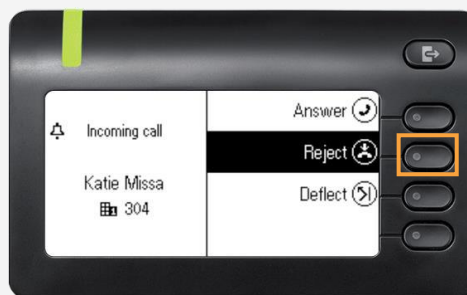 Incoming call
Katie Missa
304
Answer
Reject
Deflect